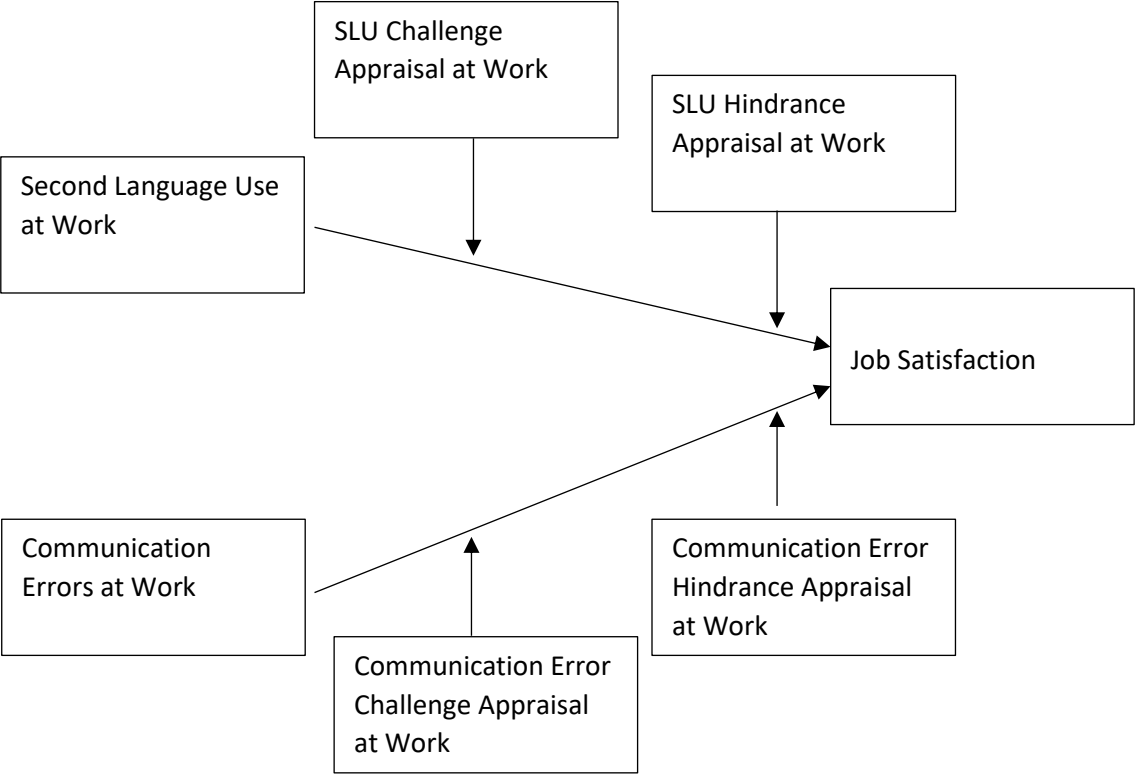 SLU Challenge
Appraisal at Work
SLU Hindrance
Appraisal at Work
Second Language Use
at Work
Job Satisfaction
Communication
Errors at Work
Communication Error
Hindrance Appraisal
at Work
Communication Error
Challenge Appraisal
at Work